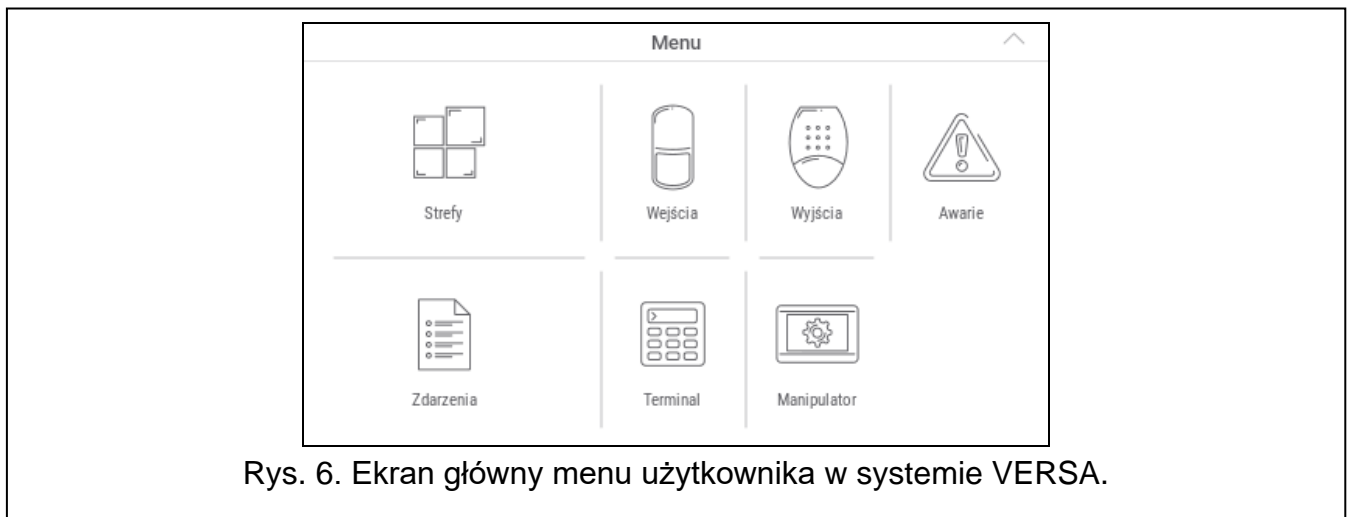 Menu
Strefy
Wejścia
Wyjścia
Awarie
Zdarzenia
Terminal
Manipulator
Rys. 6. Ekran główny menu użytkownika w systemie VERSA.